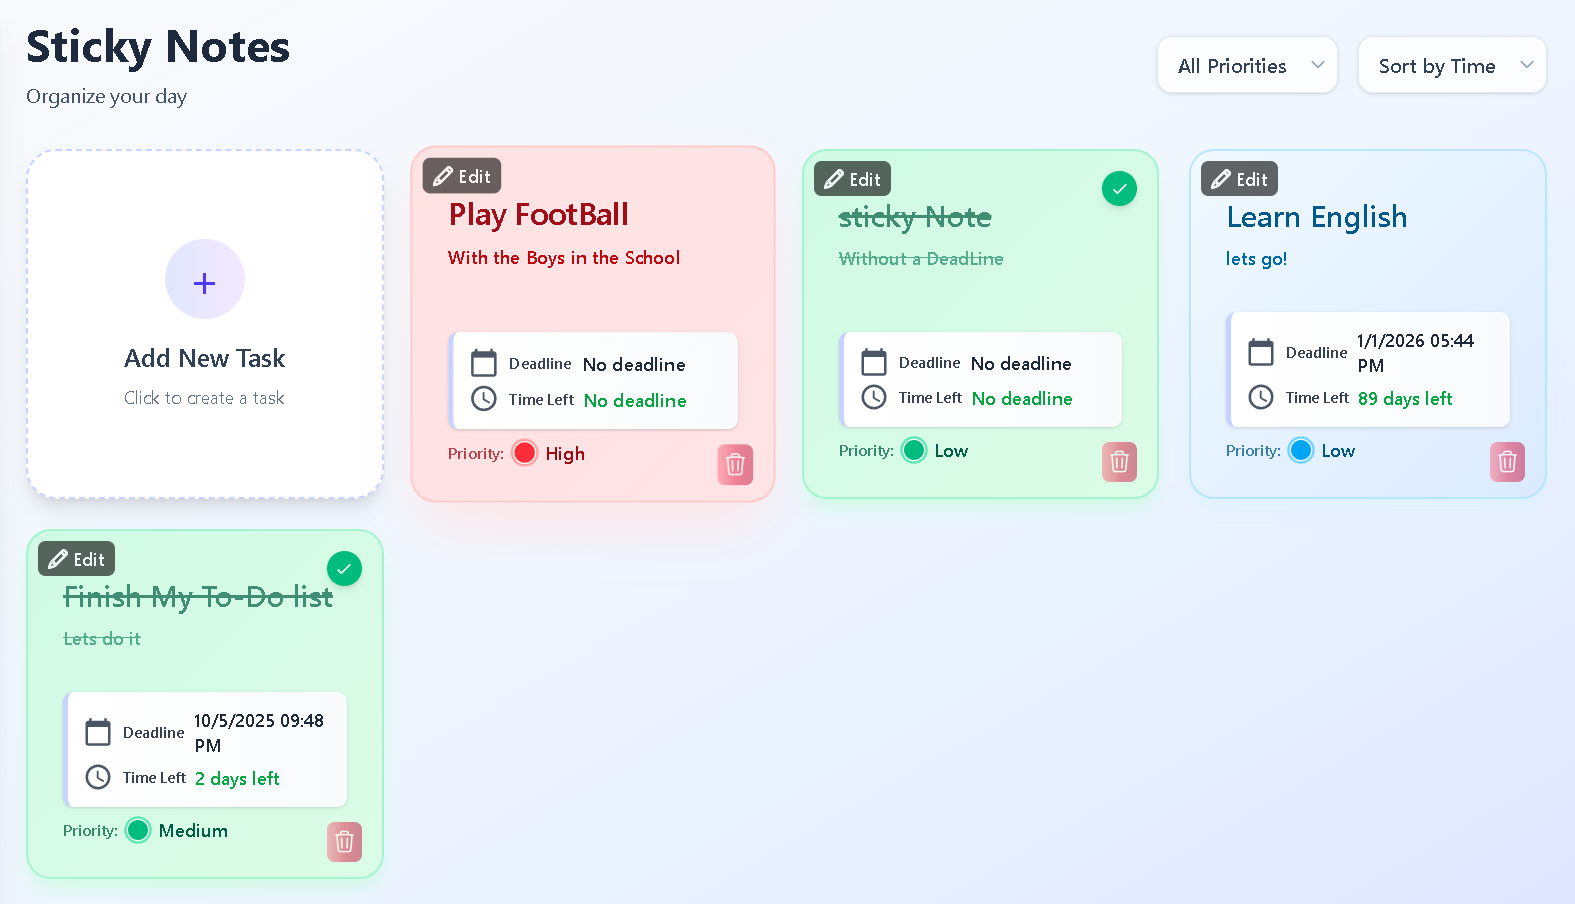 Sticky Notes
Organize your day
All Priorities
Sort by Time
Add New Task
Click to create a task
Edit
Play FootBall
With the Boys in the School
Deadline No deadline
Time Left No deadline
Priority: High
Edit
sticky Note
Without a DeadLine
Deadline No deadline
Time Left No deadline
Priority: Low
Edit
Learn English
lets go!
Deadline 1/1/2026 05:44
PM
Time Left 89 days left
Priority: Low
Edit
Finish My To-Do list
Lets do it
Deadline 10/5/2025 09:48
PM
Time Left 2 days left
Priority: Medium